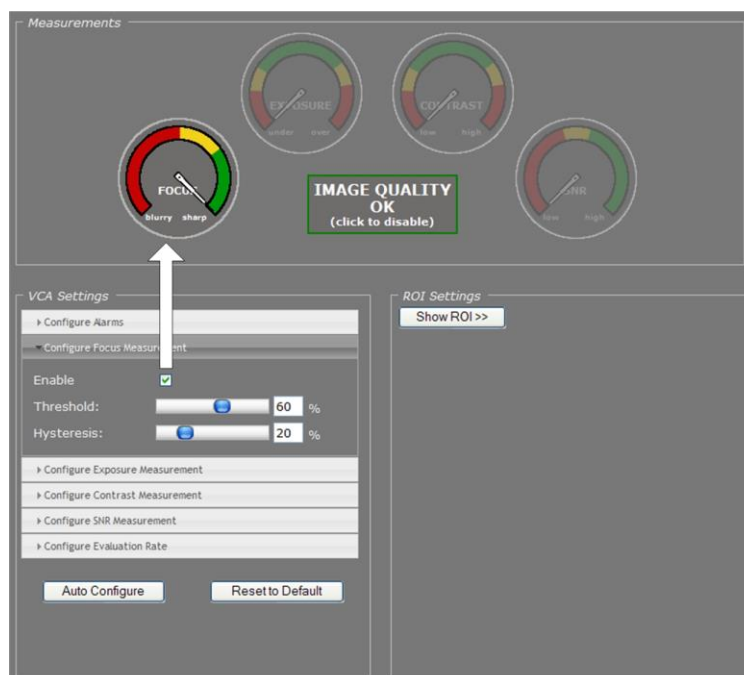 Measurements
EXPOSURE
under over
CONTRAST
low high
FOCUS
blurry sharp
IMAGE QUALITY
OK
(click to disable)
SNR
low high
VCA Settings
Configure Alarms
Configure Focus Measurement
Enable
Threshold: 60 %
Hysteresis: 20 %
Configure Exposure Measurement
Configure Contrast Measurement
Configure SNR Measurement
Configure Evaluation Rate
Auto Configure Reset to Default
ROI Settings
Show ROI >>